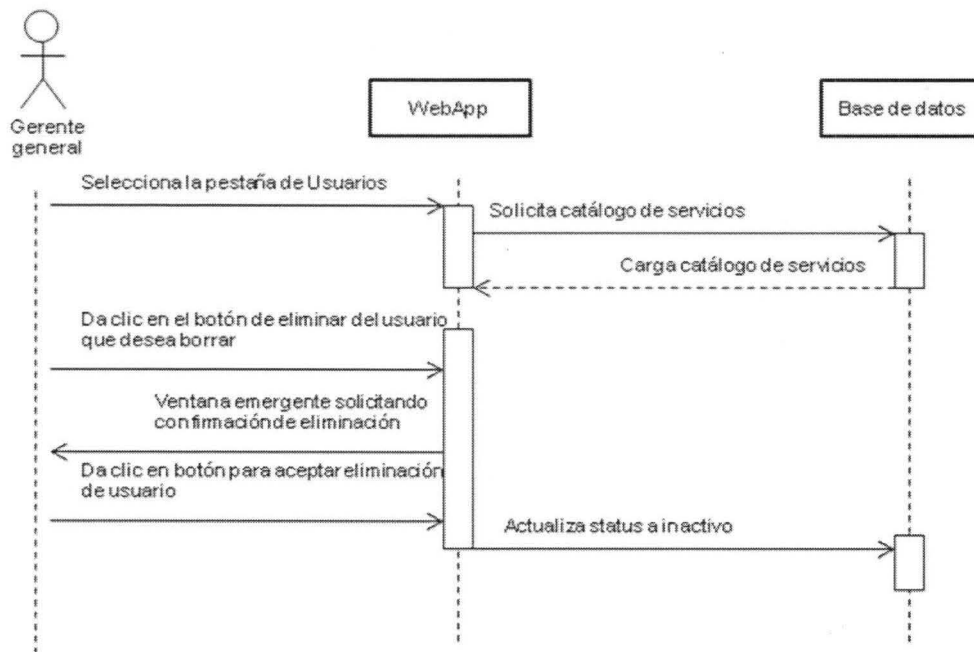 Gerente
general
WebApp
Base de datos
Selecciona la pestaña de Usuarios
Solicita catálogo de servicios
Carga catálogo de servicios
Da clic en el botón de eliminar del usuario
que desea borrar
Ventana emergente solicitando
confirmación de eliminación
Da clic en botón para aceptar eliminación
de usuario
Actualiza status a inactivo